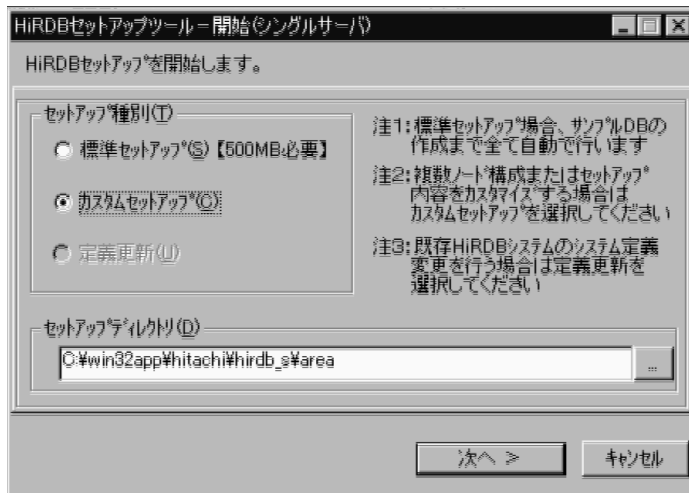 HiRDBセットアップツール－開始(シングルサーバ)
HiRDBｾｯﾄｱｯﾌﾟを開始します。
ｾｯﾄｱｯﾌﾟ種別(T)
標準ｾｯﾄｱｯﾌﾟ(S)【500MB必要】
ｶｽﾀﾑｾｯﾄｱｯﾌﾟ(C)
定義更新(U)
注1:標準ｾｯﾄｱｯﾌﾟ場合、ｻﾝﾌﾟﾙDBの
作成まで全て自動で行います
注2:複数ﾉｰﾄﾞ構成またはｾｯﾄｱｯﾌﾟ
内容をｶｽﾀﾏｲｽﾞする場合は
ｶｽﾀﾑｾｯﾄｱｯﾌﾟを選択してください
注3:既存HiRDBｼｽﾃﾑのｼｽﾃﾑ定義
変更を行う場合は定義更新を
選択してください
ｾｯﾄｱｯﾌﾟﾃﾞｨﾚｸﾄﾘ(D)
C:¥win32app¥hitachi¥hirdb_s¥area
...
次へ >
ｷｬﾝｾﾙ